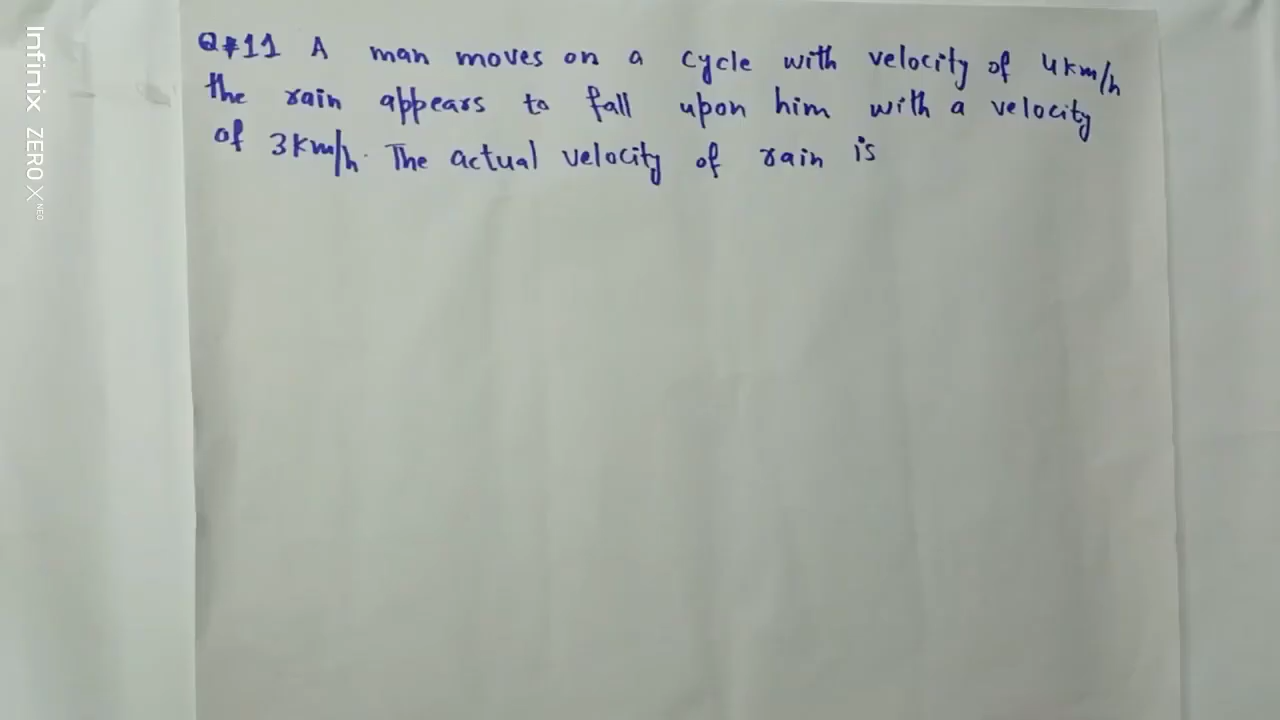 Q#11 A man moves on a cycle with velocity of 4km/h
the rain appears to fall upon him with a velocity
of 3km/h. The actual velocity of rain is
Infinix ZERO X NEO